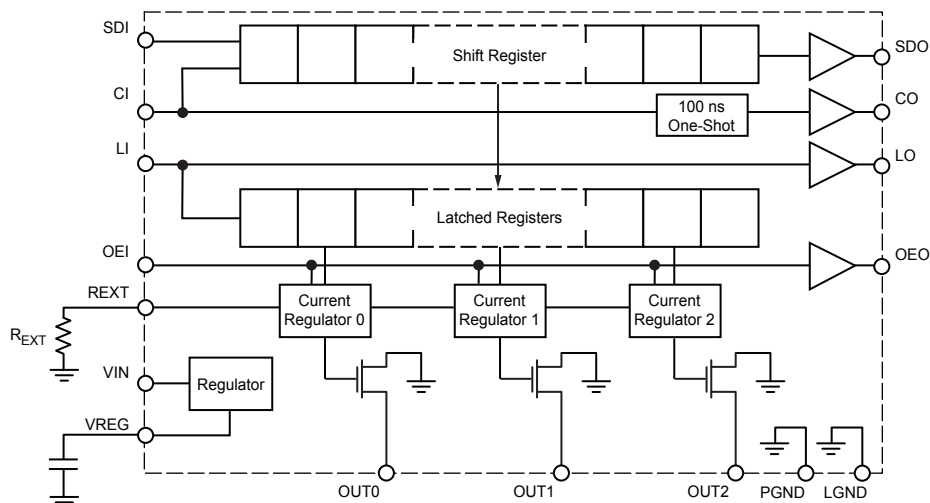 SDI
Shift Register
SDO
CI
100 ns
One-Shot
CO
LI
LO
Latched Registers
OEI
OEO
REXT
Current
Regulator 0
Current
Regulator 1
Current
Regulator 2
REXT
VIN
Regulator
VREG
OUT0
OUT1
OUT2
PGND
LGND